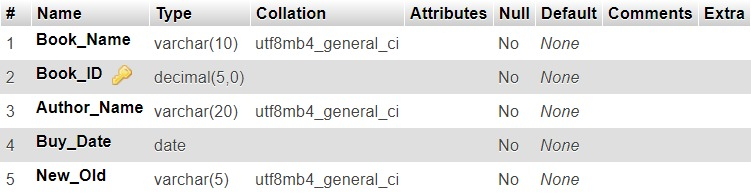 # Name Type Collation Attributes Null Default Comments Extra
1 Book_Name varchar(10) utf8mb4_general_ci No None
2 Book_ID decimal(5,0) No None
3 Author_Name varchar(20) utf8mb4_general_ci No None
4 Buy_Date date No None
5 New_Old varchar(5) utf8mb4_general_ci No None